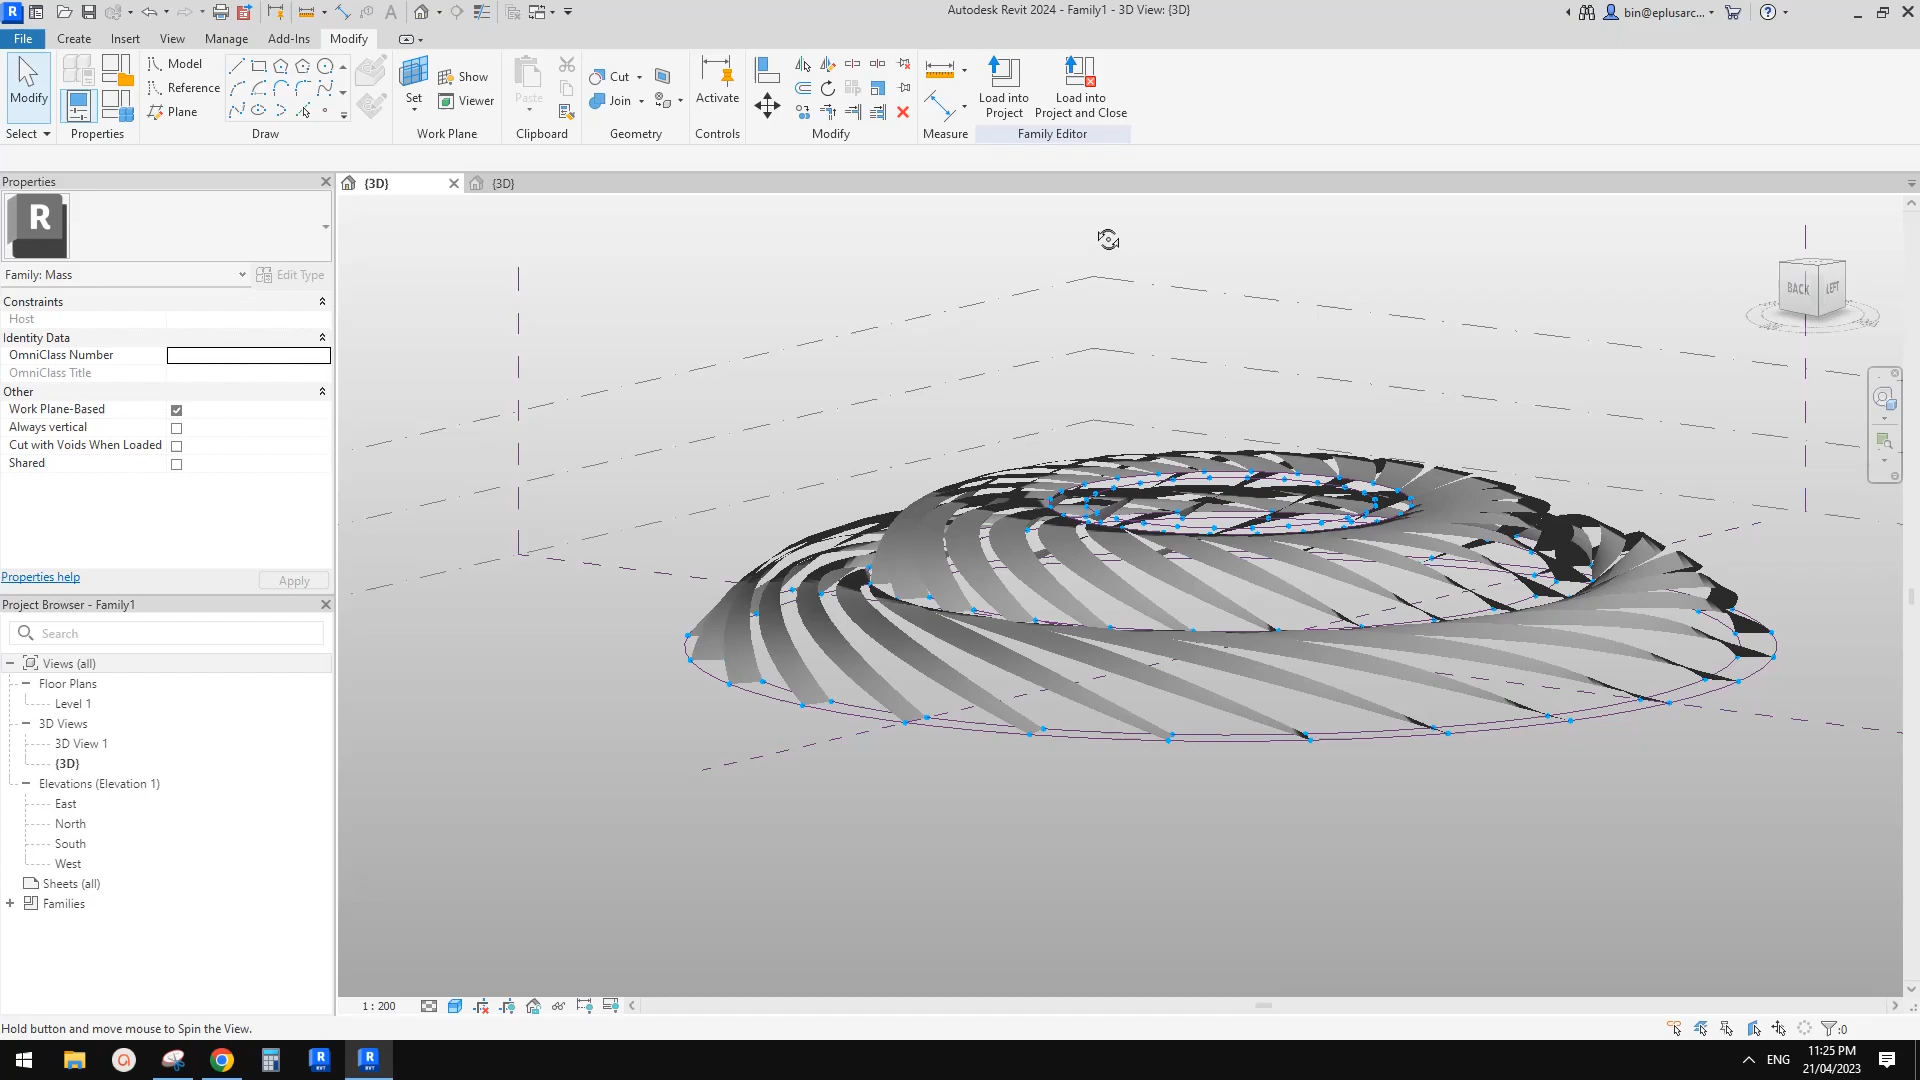 Autodesk Revit 2024 - Family1 - 3D View: {3D}
bin@eplusarc...
File Create Insert View Manage Add-Ins Modify
Modify
Select
Properties
Model
Reference
Plane
Draw
Set
Show
Viewer
Work Plane
Paste
Clipboard
Cut
Join
Geometry
Activate
Controls
Modify
Measure
Load into
Project
Load into
Project and Close
Family Editor
Properties
R
Family: Mass
Edit Type
Constraints
Host
Identity Data
OmniClass Number
OmniClass Title
Other
Work Plane-Based
Always vertical
Cut with Voids When Loaded
Shared
Properties help
Apply
{3D}
{3D}
BACK
LEFT
Project Browser - Family1
Search
Views (all)
Floor Plans
Level 1
3D Views
3D View 1
{3D}
Elevations (Elevation 1)
East
North
South
West
Sheets (all)
Families
1 : 200
Hold button and move mouse to Spin the View.
:0
ENG
11:25 PM
21/04/2023